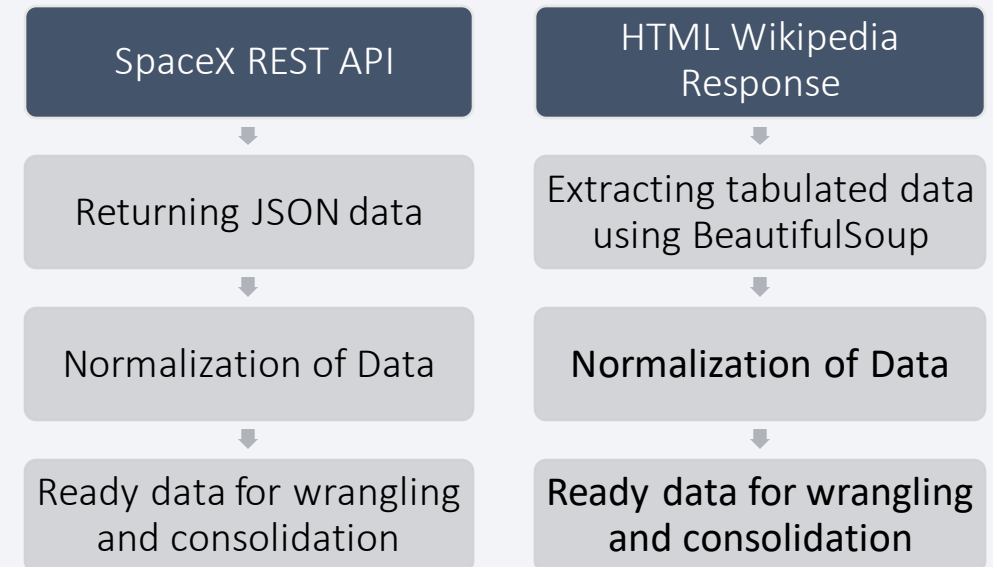 SpaceX REST API
Returning JSON data
Normalization of Data
Ready data for wrangling
and consolidation
HTML Wikipedia
Response
Extracting tabulated data
using BeautifulSoup
Normalization of Data
Ready data for wrangling
and consolidation